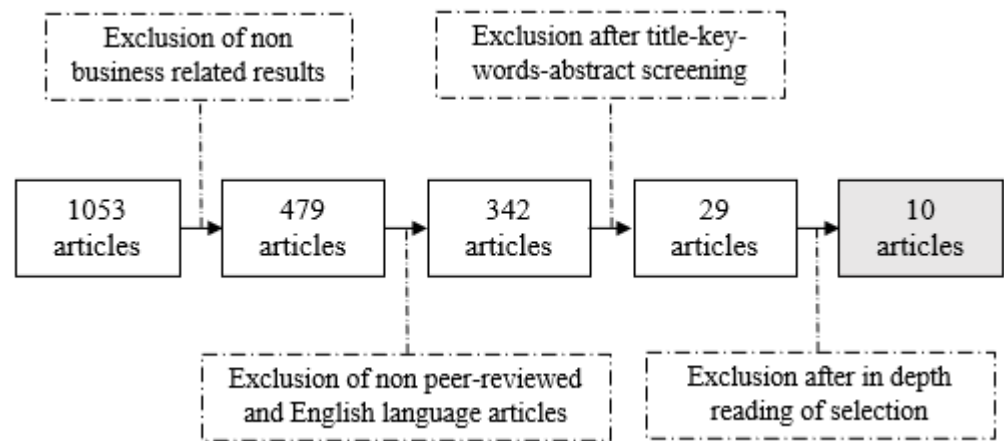 Exclusion of non
business related results
Exclusion after title-key-
words-abstract screening
1053
articles
479
articles
342
articles
29
articles
10
articles
Exclusion of non peer-reviewed
and English language articles
Exclusion after in depth
reading of selection